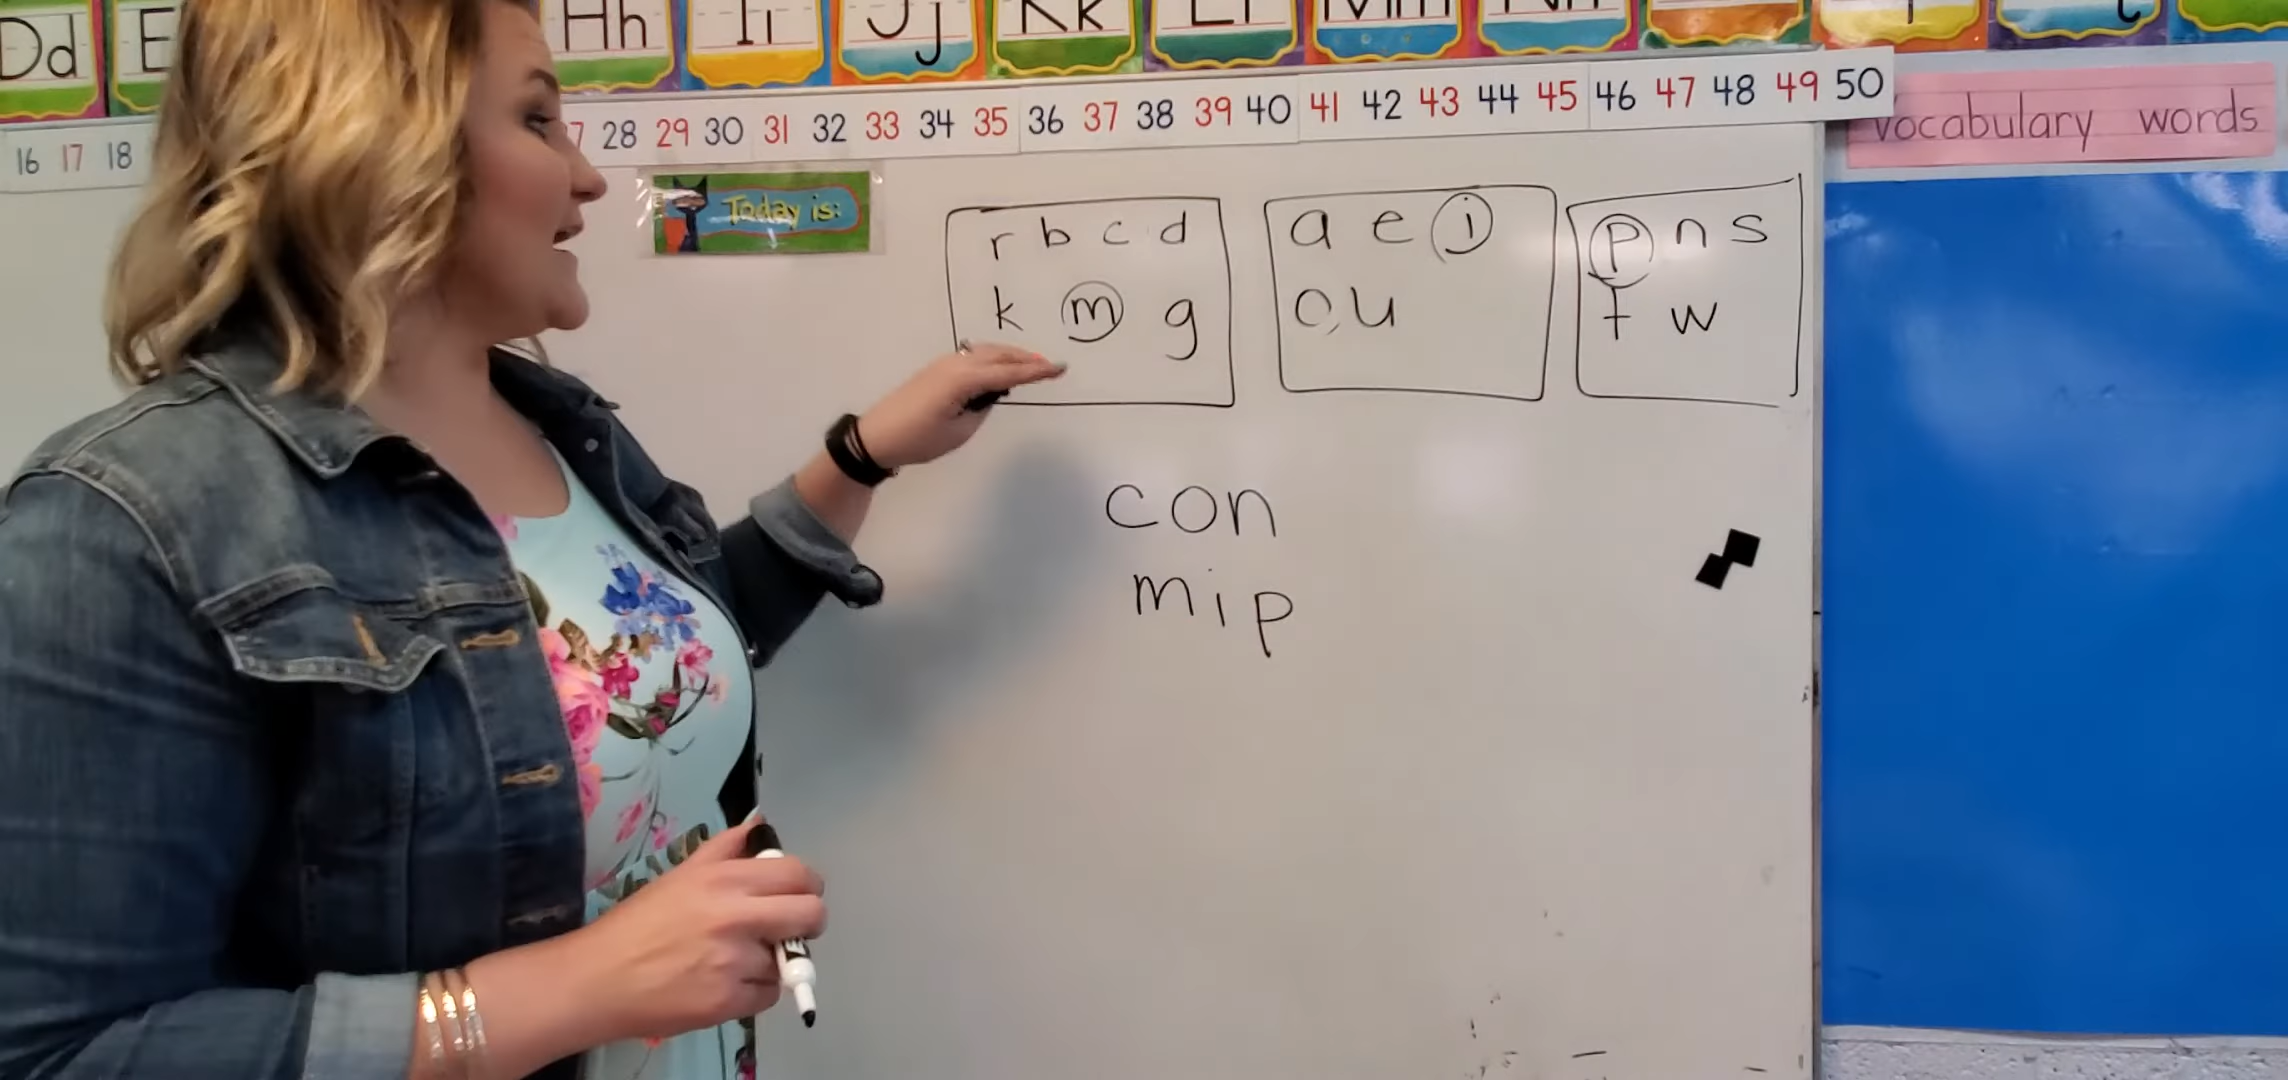 Dd E Hh Ii Jj Kk Ll Mm Nn
16 17 18 28 29 30 31 32 33 34 35 36 37 38 39 40 41 42 43 44 45 46 47 48 49 50
vocabulary words
Today is:
r b c d
k m g
a e i
o u
p n s
t w
con
mip